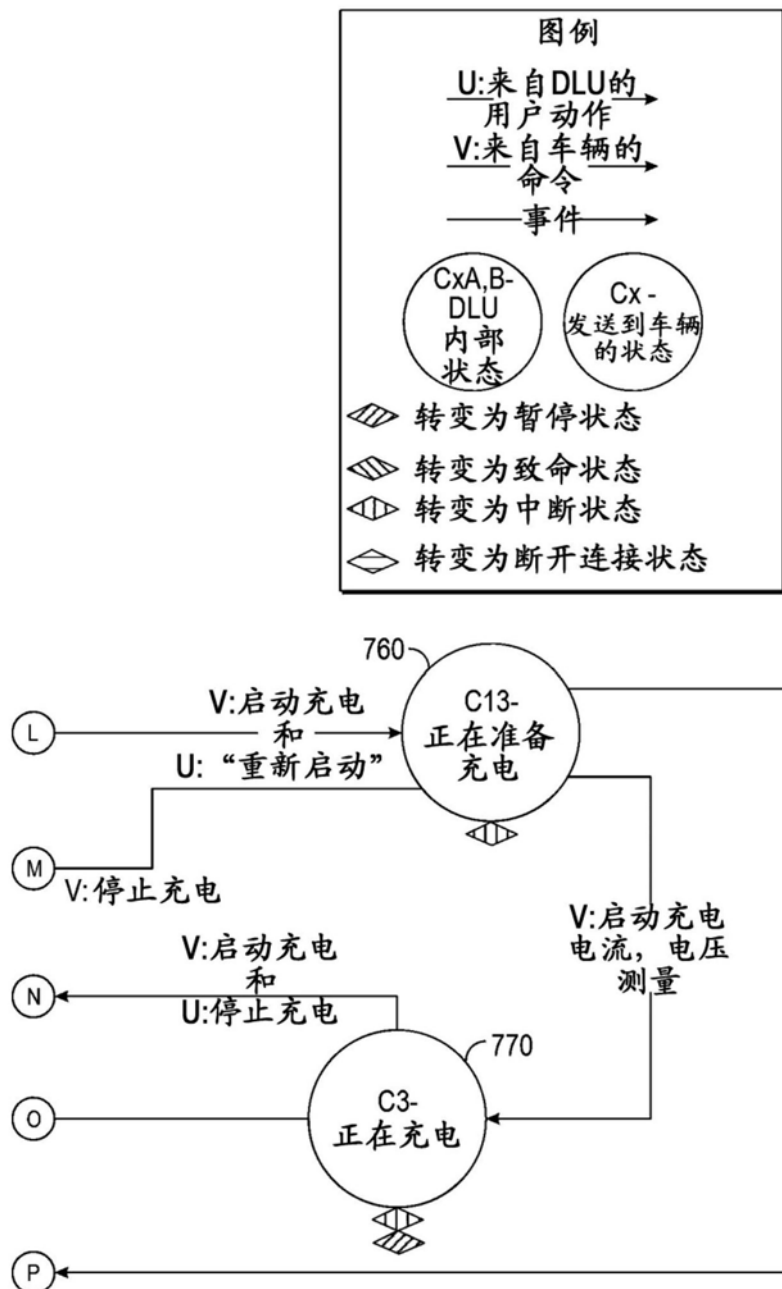 图例
U:来自DLU的
用户动作
V:来自车辆的
命令
事件
CxA,B-
DLU
内部
状态
Cx -
发送到车辆
的状态
转变为暂停状态
转变为致命状态
转变为中断状态
转变为断开连接状态
760
C13-
正在准备
充电
L
V:启动充电
和
U:“重新启动”
M
V:停止充电
V:启动充电
电流，电压
测量
N
V:启动充电
和
U:停止充电
770
C3-
正在充电
O
P